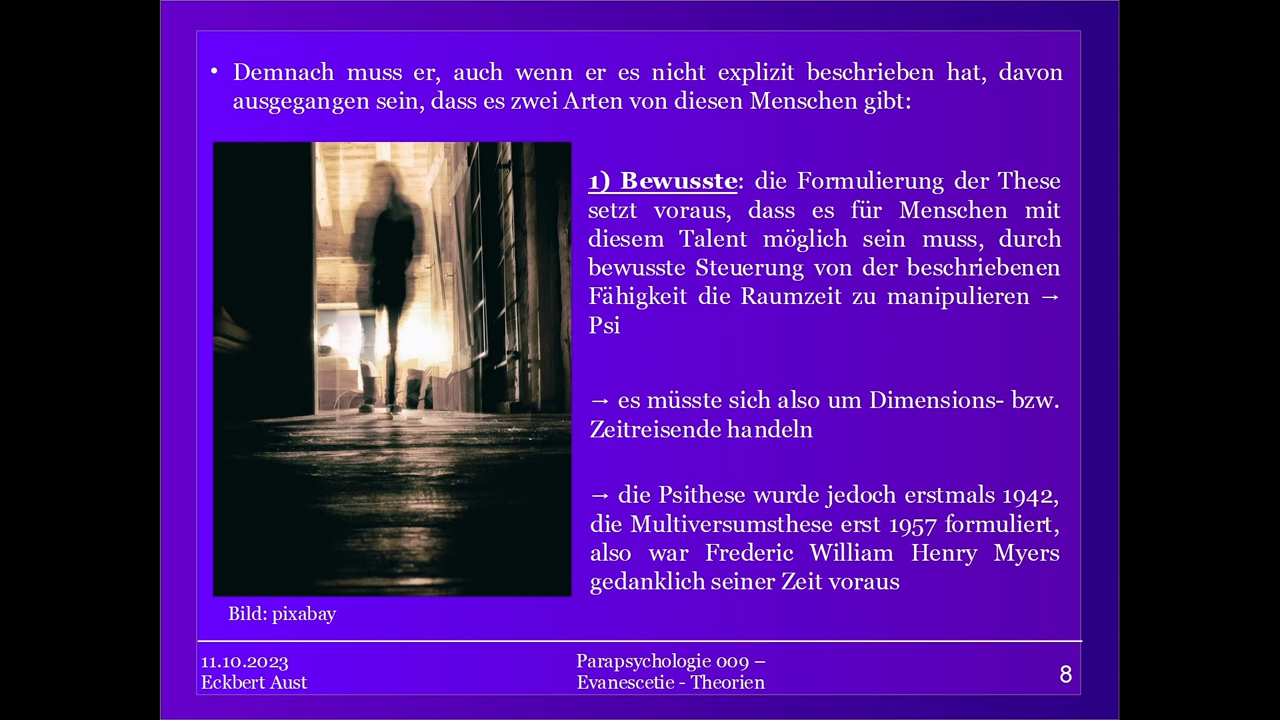 • Demnach muss er, auch wenn er es nicht explizit beschrieben hat, davon
ausgegangen sein, dass es zwei Arten von diesen Menschen gibt:
1) Bewusste: die Formulierung der These
setzt voraus, dass es für Menschen mit
diesem Talent möglich sein muss, durch
bewusste Steuerung von der beschriebenen
Fähigkeit die Raumzeit zu manipulieren →
Psi
→ es müsste sich also um Dimensions- bzw.
Zeitreisende handeln
→ die Psithese wurde jedoch erstmals 1942,
die Multiversumsthese erst 1957 formuliert,
also war Frederic William Henry Myers
gedanklich seiner Zeit voraus
Bild: pixabay
11.10.2023
Eckbert Aust
Parapsychologie 009 –
Evanescetie - Theorien
8